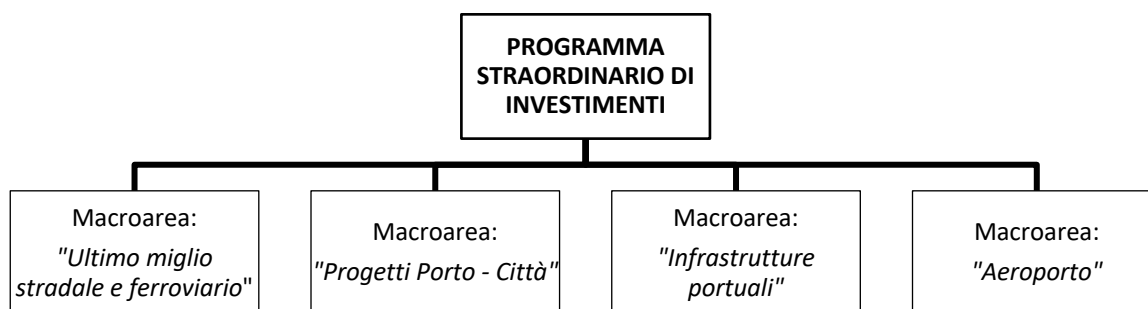 PROGRAMMA
STRAORDINARIO DI
INVESTIMENTI
Macroarea:
"Ultimo miglio
stradale e ferroviario"
Macroarea:
"Progetti Porto - Città"
Macroarea:
"Infrastrutture
portuali"
Macroarea:
"Aeroporto"